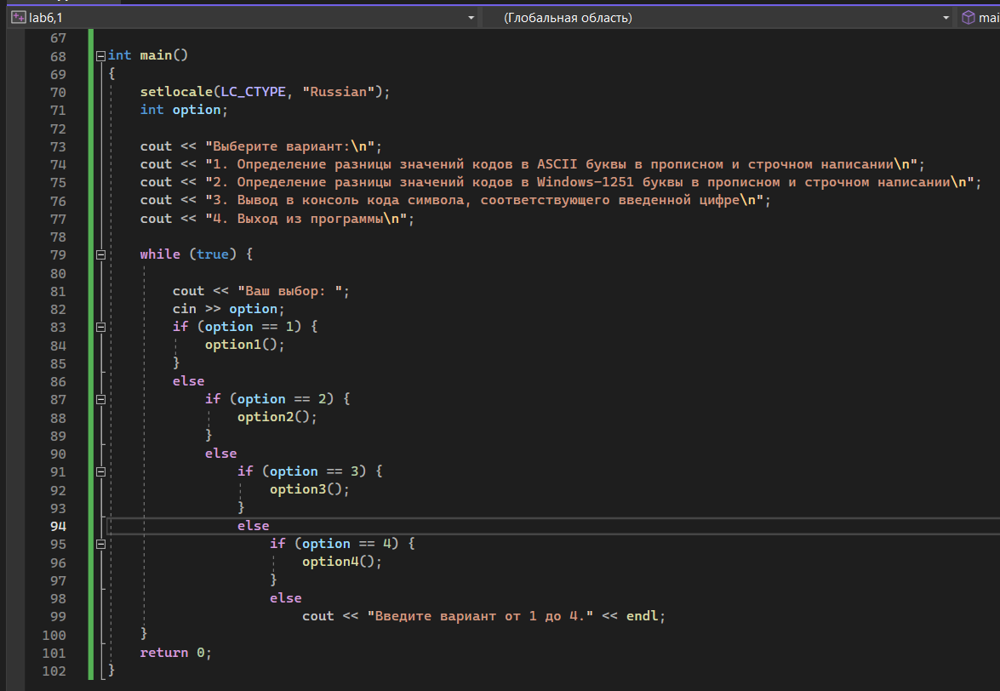 lab6,1 (Глобальная область) mai
67
68 int main()
69 {
70 setlocale(LC_CTYPE, "Russian");
71 int option;
72
73 cout << "Выберите вариант:\n";
74 cout << "1. Определение разницы значений кодов в ASCII буквы в прописном и строчном написании\n";
75 cout << "2. Определение разницы значений кодов в Windows-1251 буквы в прописном и строчном написании\n";
76 cout << "3. Вывод в консоль кода символа, соответствующего введенной цифре\n";
77 cout << "4. Выход из программы\n";
78
79 while (true) {
80
81 cout << "Ваш выбор: ";
82 cin >> option;
83 if (option == 1) {
84 option1();
85 }
86 else
87 if (option == 2) {
88 option2();
89 }
90 else
91 if (option == 3) {
92 option3();
93 }
94 else
95 if (option == 4) {
96 option4();
97 }
98 else
99 cout << "Введите вариант от 1 до 4." << endl;
100 }
101 return 0;
102 }